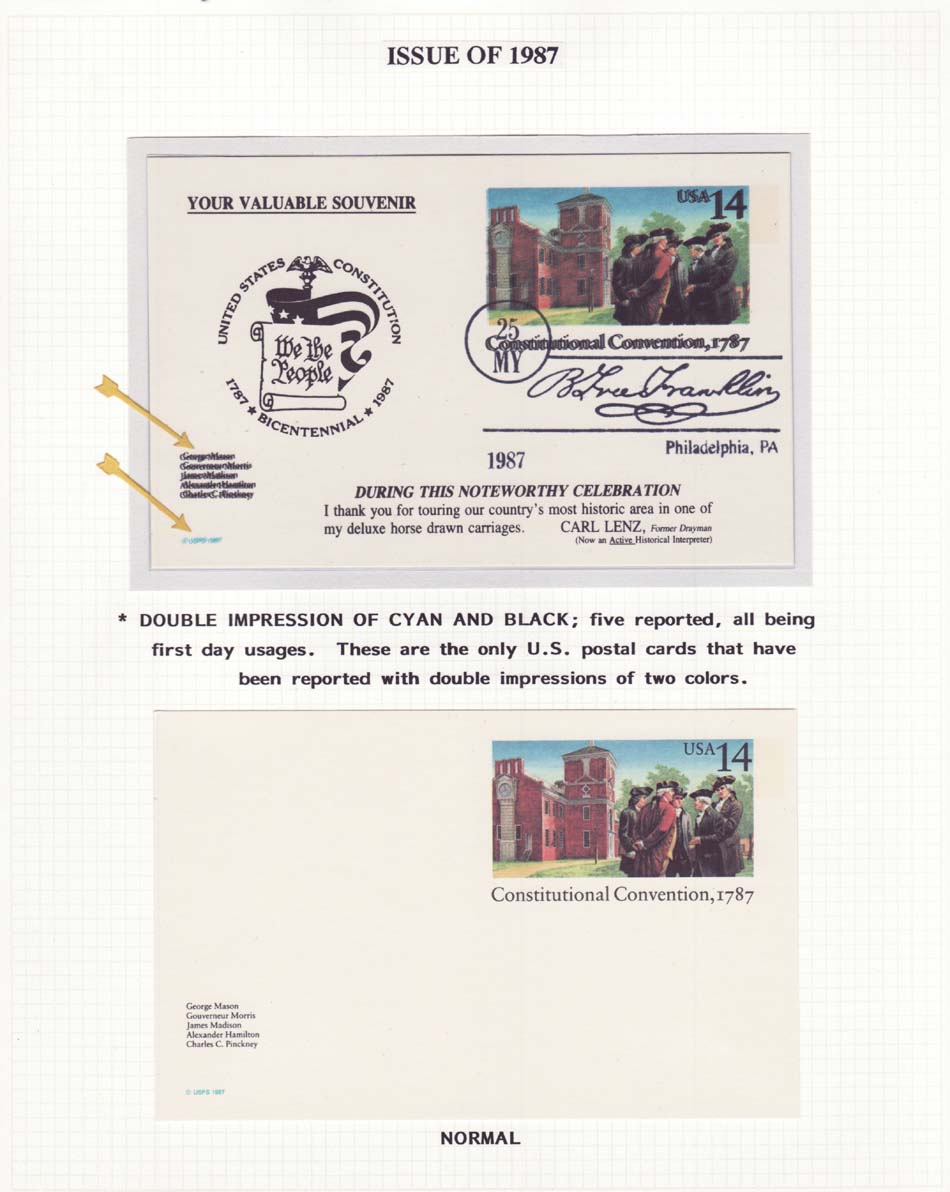 ISSUE OF 1987
YOUR VALUABLE SOUVENIR
USA 14
UNITED STATES CONSTITUTION
We the
People
1787 ★ BICENTENNIAL ★ 1987
25
MY
Constitutional Convention, 1787
B. Free Franklin
Philadelphia, PA
1987
George Mason
Gouverneur Morris
James Madison
Alexander Hamilton
Charles C. Pinckney
© USPS 1987
DURING THIS NOTEWORTHY CELEBRATION
I thank you for touring our country's most historic area in one of
my deluxe horse drawn carriages. CARL LENZ, Former Drayman
(Now an Active Historical Interpreter)
* DOUBLE IMPRESSION OF CYAN AND BLACK; five reported, all being
first day usages. These are the only U.S. postal cards that have
been reported with double impressions of two colors.
USA 14
Constitutional Convention, 1787
George Mason
Gouverneur Morris
James Madison
Alexander Hamilton
Charles C. Pinckney
© USPS 1987
NORMAL